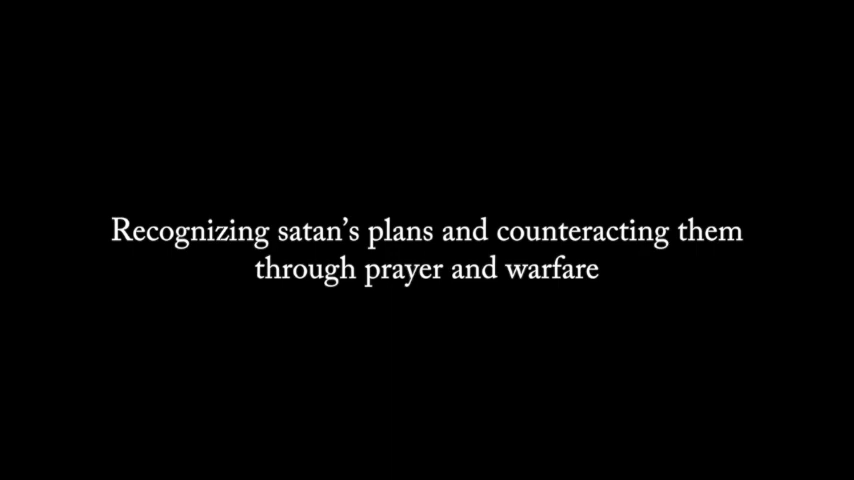 Recognizing satan’s plans and counteracting them
through prayer and warfare